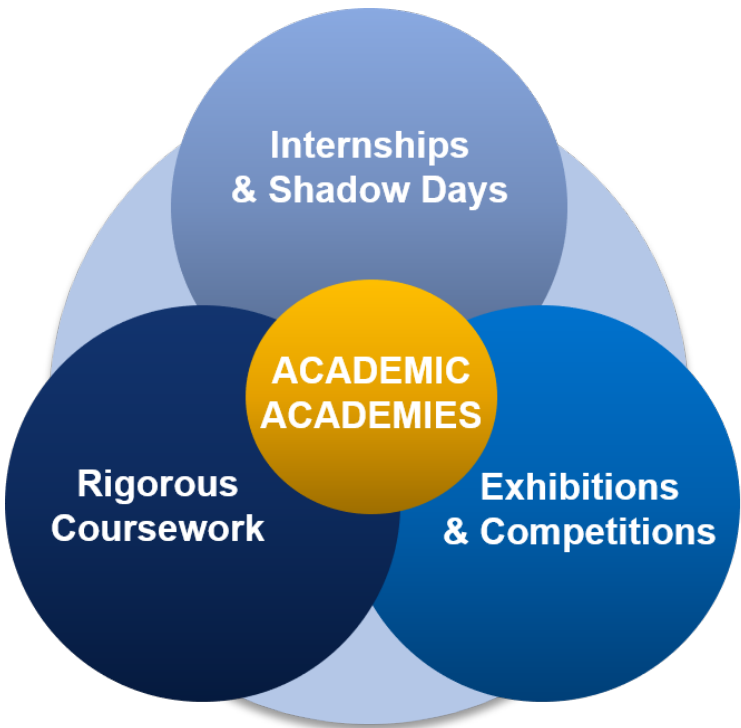 Internships
& Shadow Days
ACADEMIC
ACADEMIES
Rigorous
Coursework
Exhibitions
& Competitions